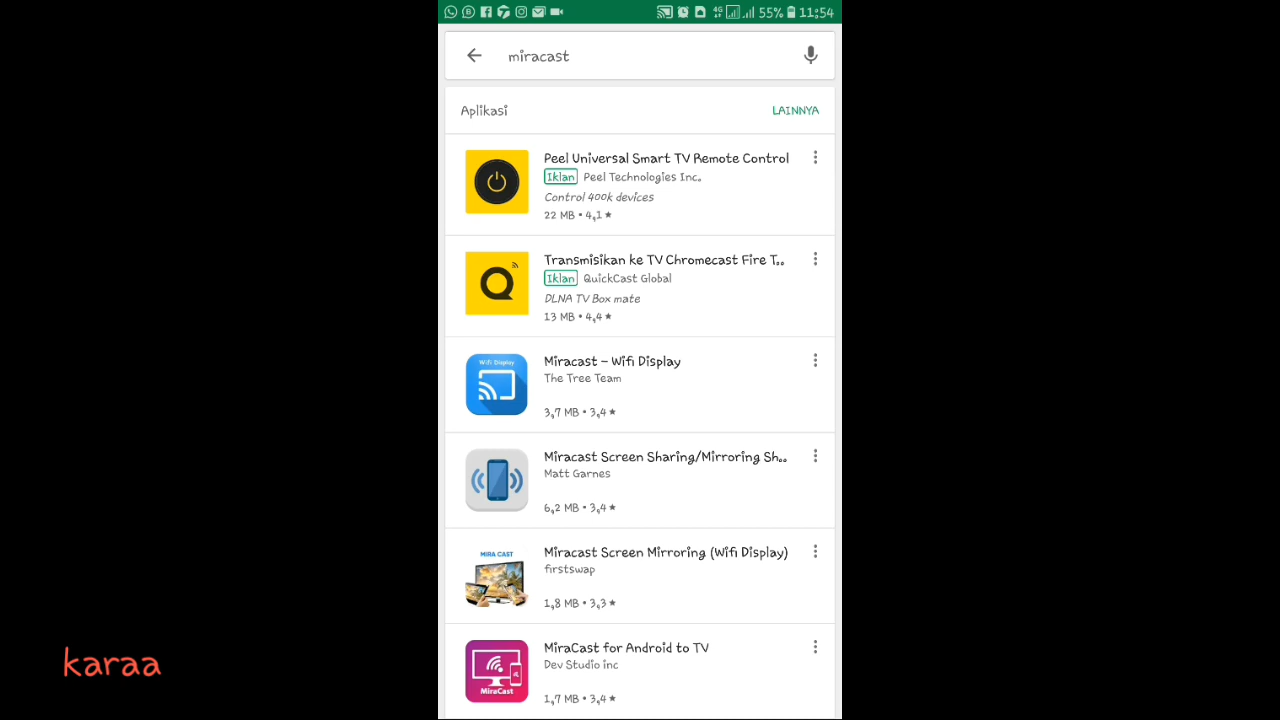 4G
55%
11:54
miracast
Aplikasi
LAINNYA
Peel Universal Smart TV Remote Control
Iklan Peel Technologies Inc.
Control 400k devices
22 MB • 4,1 ★
Transmisikan ke TV Chromecast Fire T..
Iklan QuickCast Global
DLNA TV Box mate
13 MB • 4,4 ★
Wifi Display
Miracast - Wifi Display
The Tree Team
3,7 MB • 3,4 ★
Miracast Screen Sharing/Mirroring Sh..
Matt Garnes
6,2 MB • 3,4 ★
MIRA CAST
Miracast Screen Mirroring (Wifi Display)
firstswap
1,8 MB • 3,3 ★
MiraCast
MiraCast for Android to TV
Dev Studio inc
1,7 MB • 3,4 ★
karaa